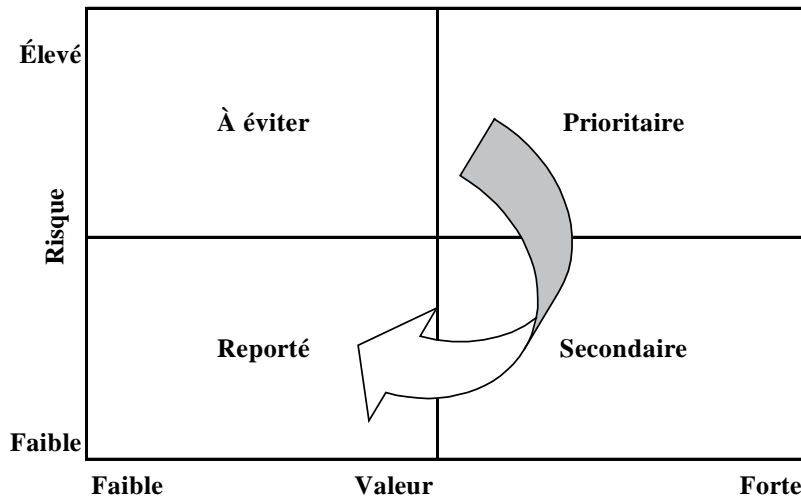 Élevé
À éviter
Prioritaire
Risque
Reporté
Secondaire
Faible
Faible
Valeur
Forte